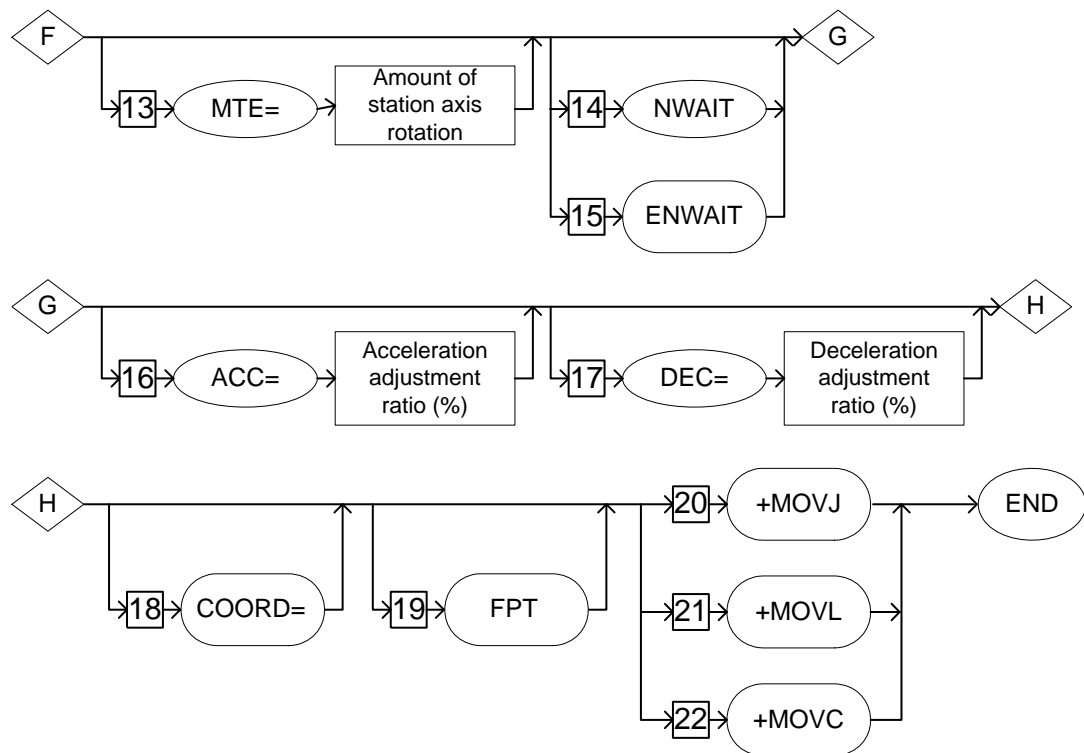 F
G
13
MTE=
Amount of
station axis
rotation
14
NWAIT
15
ENWAIT
G
H
16
ACC=
Acceleration
adjustment
ratio (%)
17
DEC=
Deceleration
adjustment
ratio (%)
H
20
+MOVJ
END
18
COORD=
19
FPT
21
+MOVL
22
+MOVC